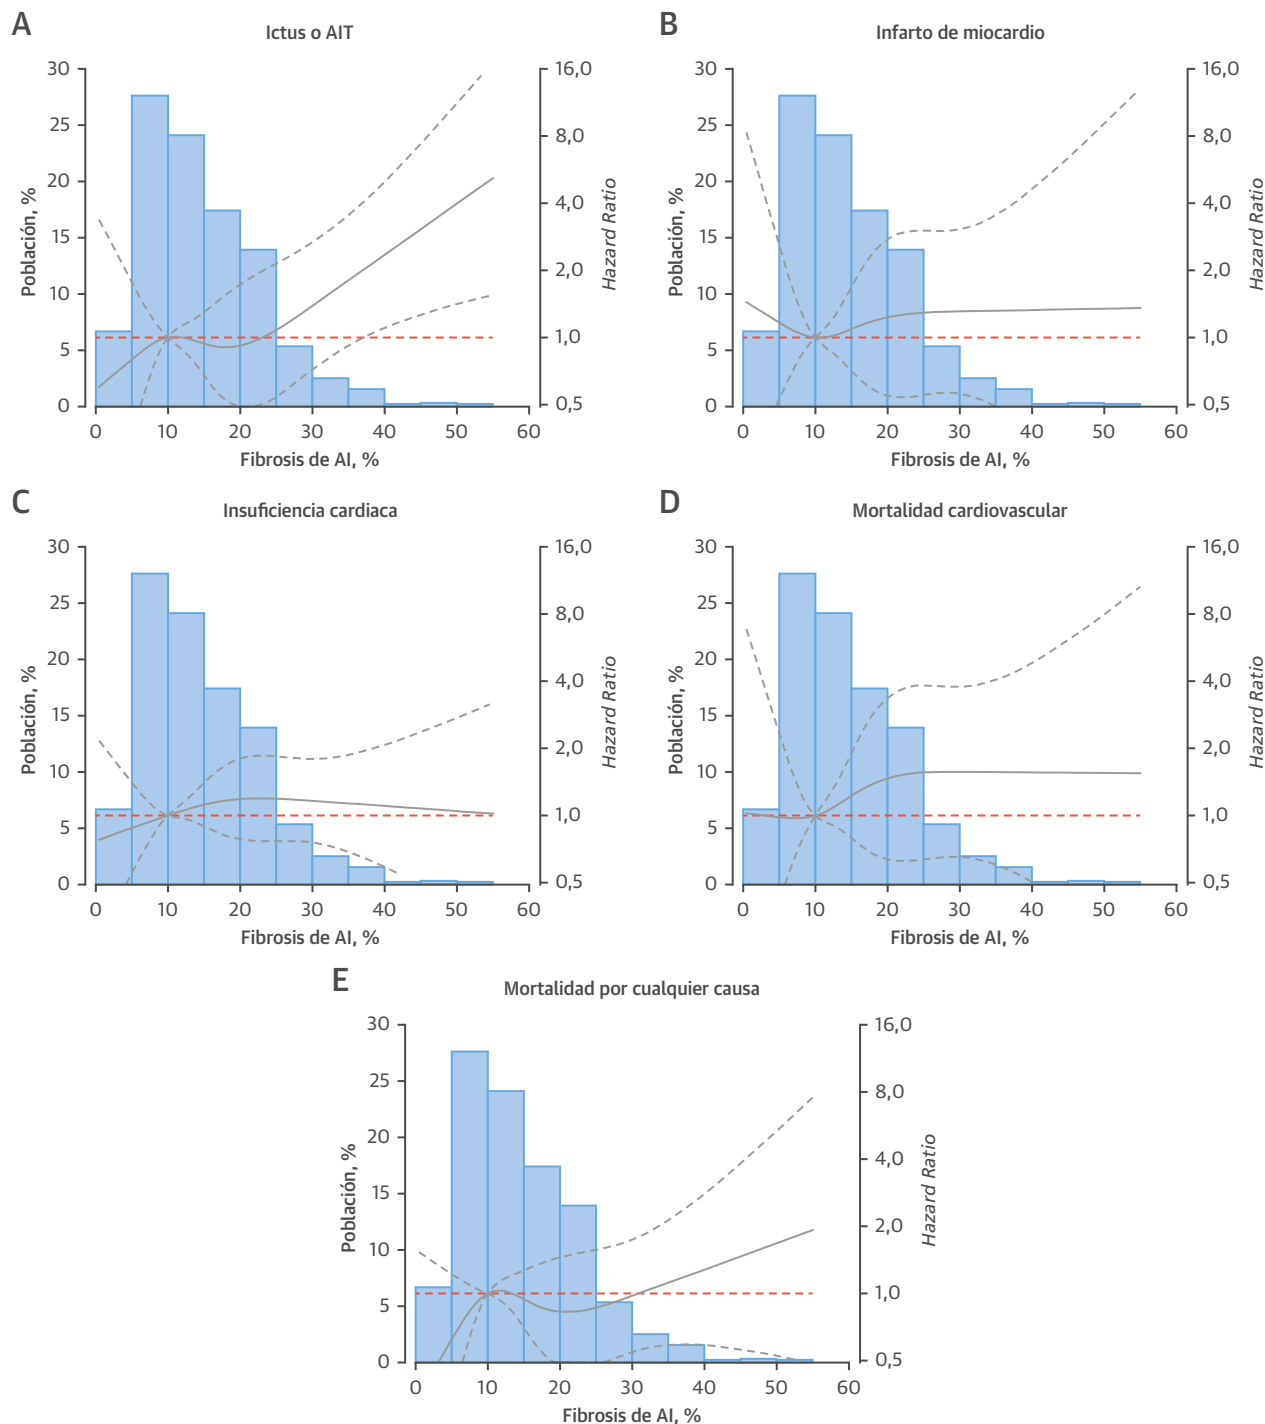 A
Ictus o AIT
30
25
20
15
10
5
0
Población, %
16,0
8,0
4,0
2,0
1,0
0,5
Hazard Ratio
0 10 20 30 40 50 60
Fibrosis de AI, %
B
Infarto de miocardio
30
25
20
15
10
5
0
Población, %
16,0
8,0
4,0
2,0
1,0
0,5
Hazard Ratio
0 10 20 30 40 50 60
Fibrosis de AI, %
C
Insuficiencia cardiaca
30
25
20
15
10
5
0
Población, %
16,0
8,0
4,0
2,0
1,0
0,5
Hazard Ratio
0 10 20 30 40 50 60
Fibrosis de AI, %
D
Mortalidad cardiovascular
30
25
20
15
10
5
0
Población, %
16,0
8,0
4,0
2,0
1,0
0,5
Hazard Ratio
0 10 20 30 40 50 60
Fibrosis de AI, %
E
Mortalidad por cualquier causa
30
25
20
15
10
5
0
Población, %
16,0
8,0
4,0
2,0
1,0
0,5
Hazard Ratio
0 10 20 30 40 50 60
Fibrosis de AI, %